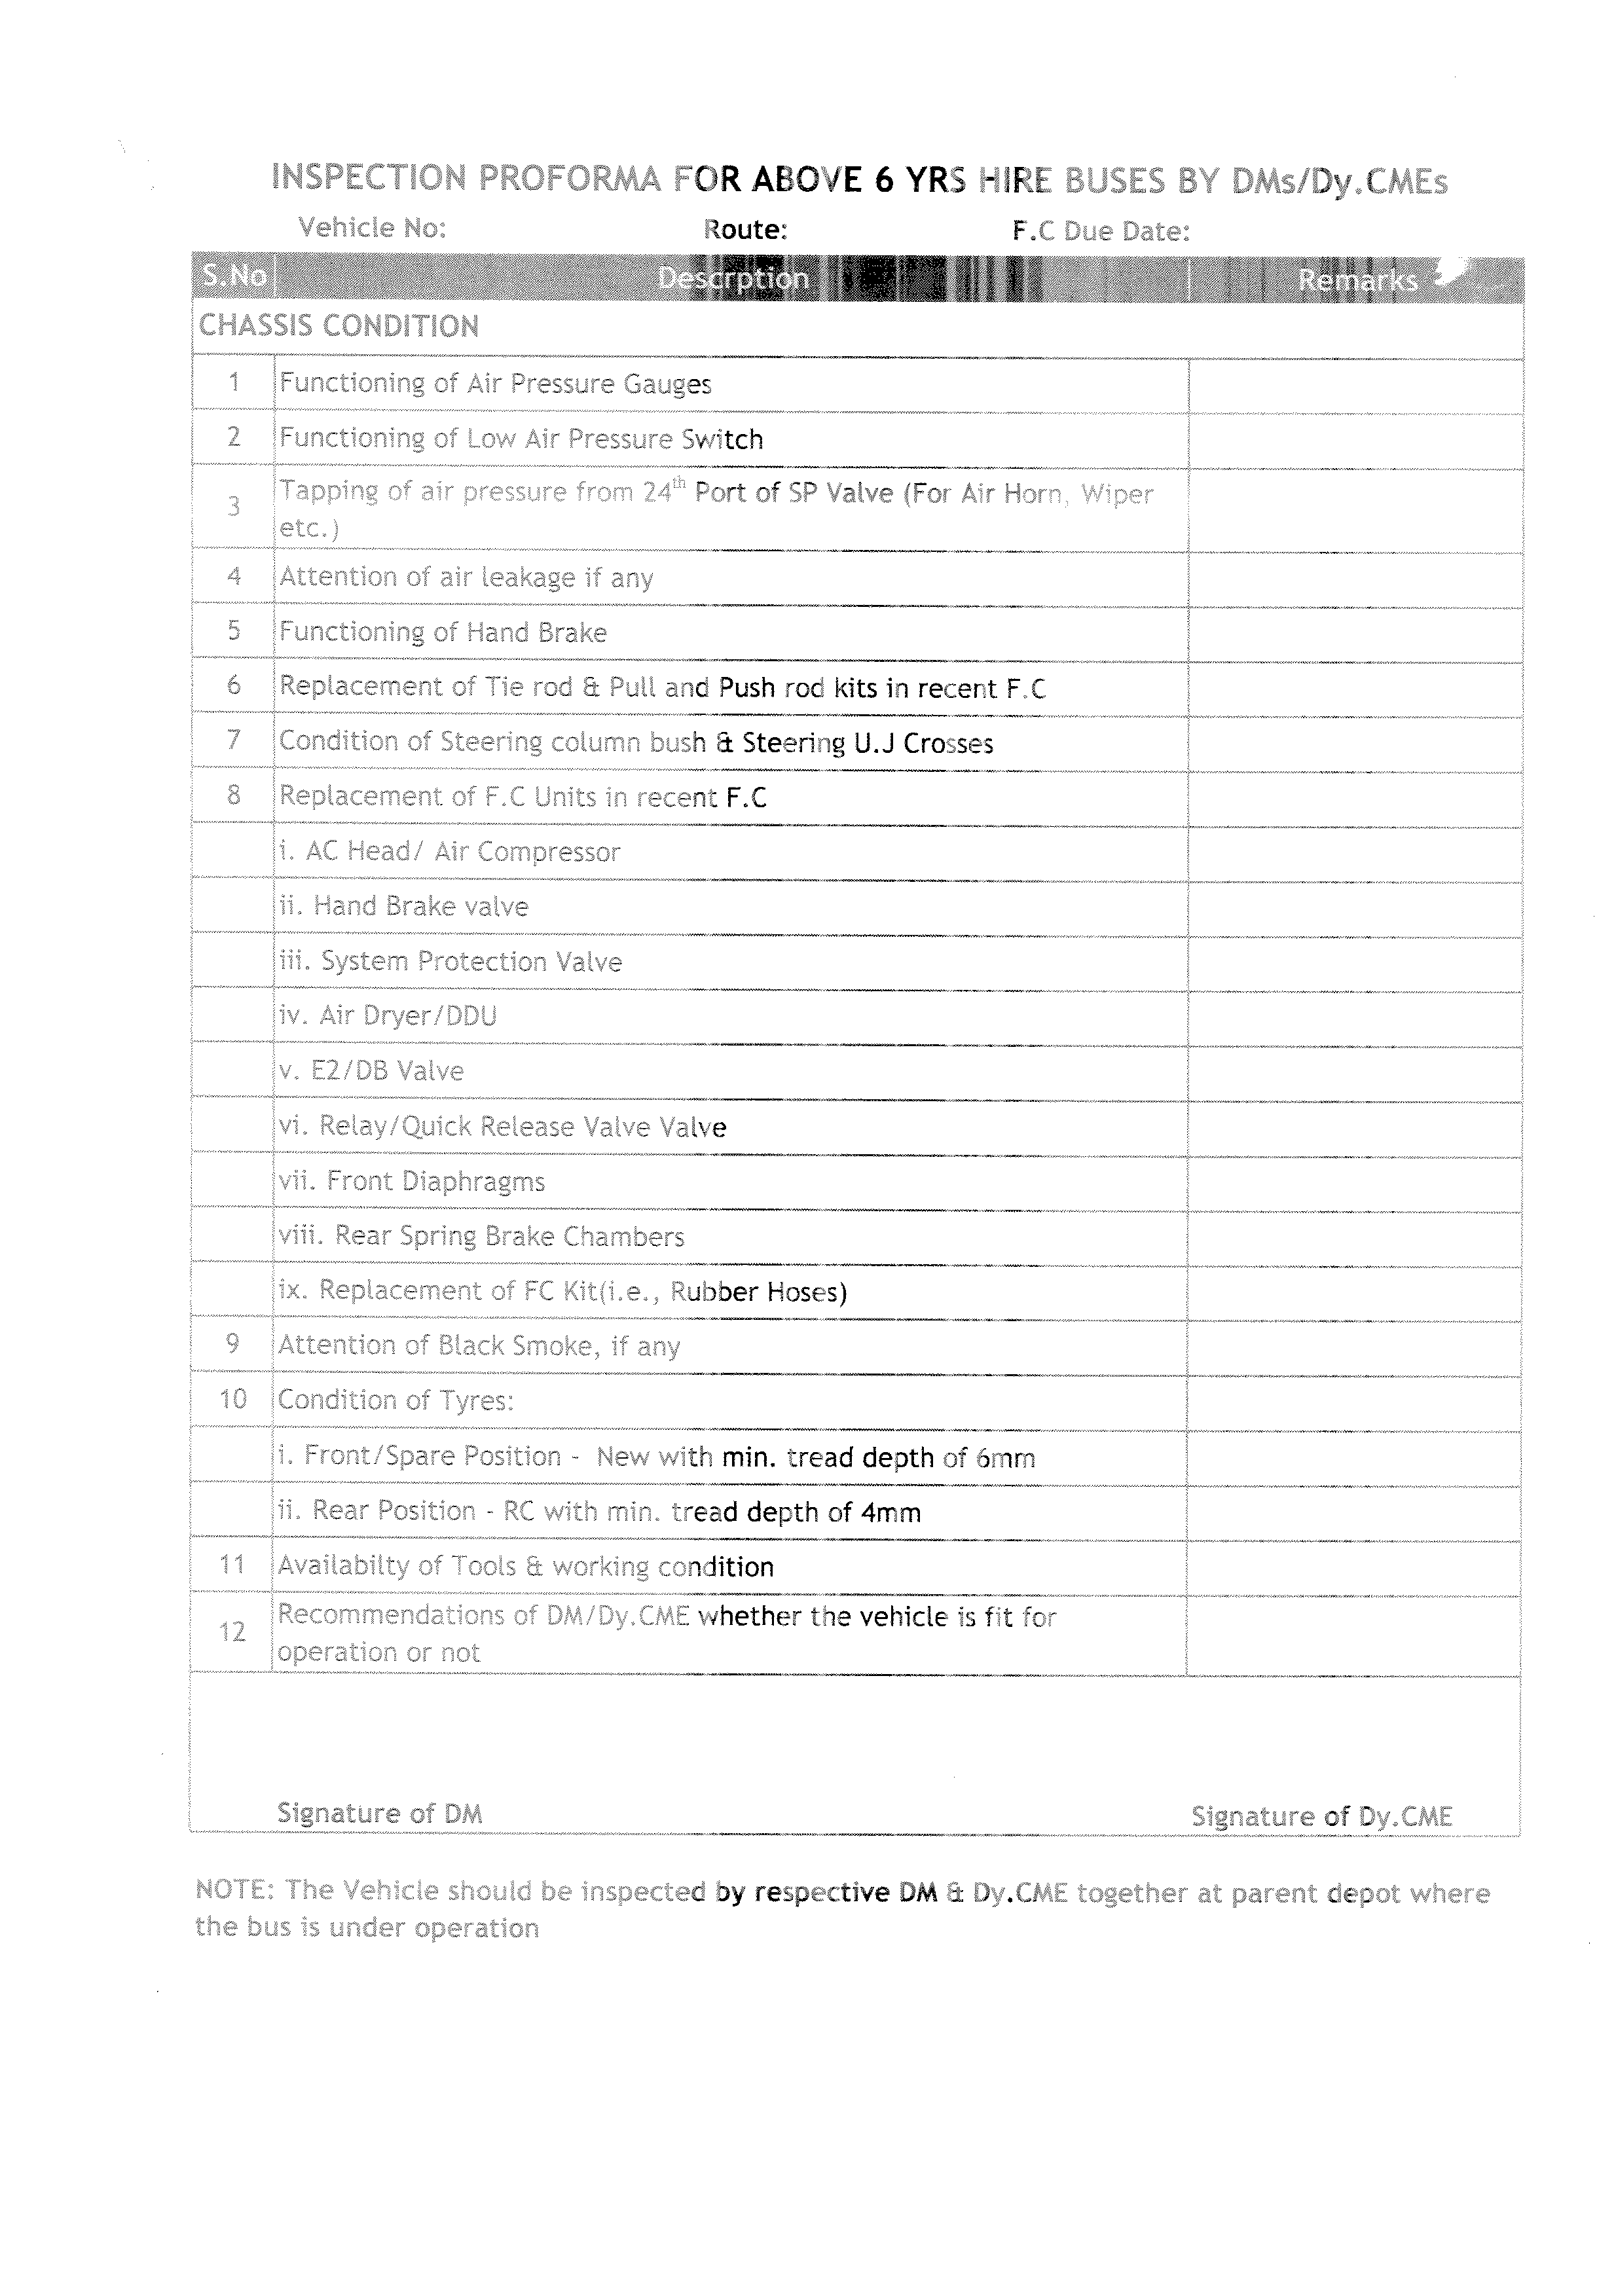 INSPECTION PROFORMA FOR ABOVE 6 YRS HIRE BUSES BY DMs/Dy.CMEs
Vehicle No: Route: F.C Due Date:
S.No Descrption Remarks
CHASSIS CONDITION
1 Functioning of Air Pressure Gauges
2 Functioning of Low Air Pressure Switch
3 Tapping of air pressure from 24th Port of SP Valve (For Air Horn, Wiper
etc.)
4 Attention of air leakage if any
5 Functioning of Hand Brake
6 Replacement of Tie rod & Pull and Push rod kits in recent F.C
7 Condition of Steering column bush & Steering U.J Crosses
8 Replacement of F.C Units in recent F.C
i. AC Head/ Air Compressor
ii. Hand Brake valve
iii. System Protection Valve
iv. Air Dryer/DDU
v. E2/DB Valve
vi. Relay/Quick Release Valve Valve
vii. Front Diaphragms
viii. Rear Spring Brake Chambers
ix. Replacement of FC Kit(i.e., Rubber Hoses)
9 Attention of Black Smoke, if any
10 Condition of Tyres:
i. Front/Spare Position - New with min. tread depth of 6mm
ii. Rear Position - RC with min. tread depth of 4mm
11 Availabilty of Tools & working condition
12 Recommendations of DM/Dy.CME whether the vehicle is fit for
operation or not
Signature of DM Signature of Dy.CME
NOTE: The Vehicle should be inspected by respective DM & Dy.CME together at parent depot where
the bus is under operation